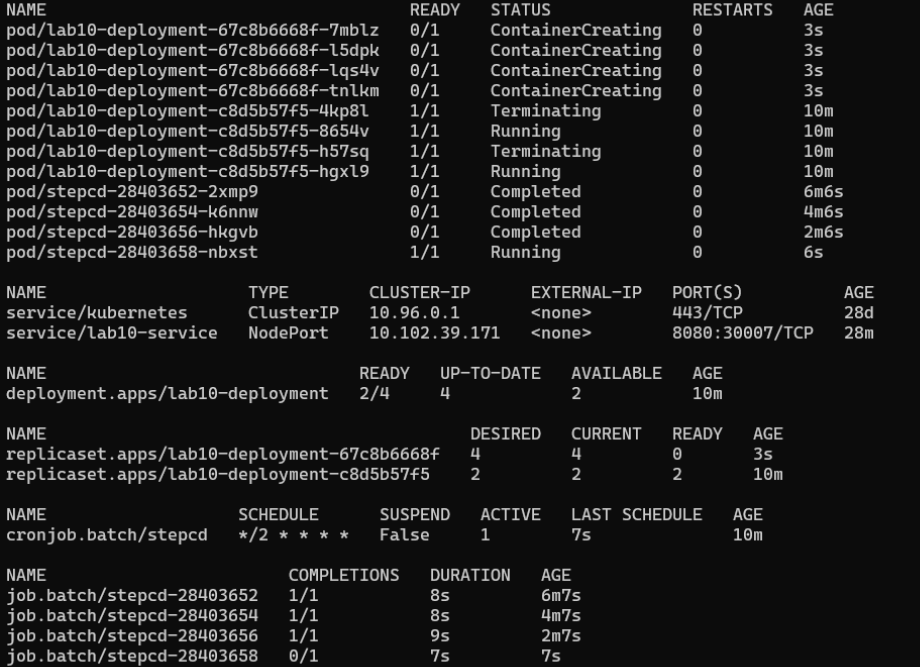 NAME READY STATUS RESTARTS AGE
pod/lab10-deployment-67c8b6668f-7mblz 0/1 ContainerCreating 0 3s
pod/lab10-deployment-67c8b6668f-l5dpk 0/1 ContainerCreating 0 3s
pod/lab10-deployment-67c8b6668f-lqs4v 0/1 ContainerCreating 0 3s
pod/lab10-deployment-67c8b6668f-tnlkm 0/1 ContainerCreating 0 3s
pod/lab10-deployment-c8d5b57f5-4kp8l 1/1 Terminating 0 10m
pod/lab10-deployment-c8d5b57f5-8654v 1/1 Running 0 10m
pod/lab10-deployment-c8d5b57f5-h57sq 1/1 Terminating 0 10m
pod/lab10-deployment-c8d5b57f5-hgxl9 1/1 Running 0 10m
pod/stepcd-28403652-2xmp9 0/1 Completed 0 6m6s
pod/stepcd-28403654-k6nnw 0/1 Completed 0 4m6s
pod/stepcd-28403656-hkgvb 0/1 Completed 0 2m6s
pod/stepcd-28403658-nbxst 1/1 Running 0 6s
NAME TYPE CLUSTER-IP EXTERNAL-IP PORT(S) AGE
service/kubernetes ClusterIP 10.96.0.1 <none> 443/TCP 28d
service/lab10-service NodePort 10.102.39.171 <none> 8080:30007/TCP 28m
NAME READY UP-TO-DATE AVAILABLE AGE
deployment.apps/lab10-deployment 2/4 4 2 10m
NAME DESIRED CURRENT READY AGE
replicaset.apps/lab10-deployment-67c8b6668f 4 4 0 3s
replicaset.apps/lab10-deployment-c8d5b57f5 2 2 2 10m
NAME SCHEDULE SUSPEND ACTIVE LAST SCHEDULE AGE
cronjob.batch/stepcd */2 * * * * False 1 7s 10m
NAME COMPLETIONS DURATION AGE
job.batch/stepcd-28403652 1/1 8s 6m7s
job.batch/stepcd-28403654 1/1 8s 4m7s
job.batch/stepcd-28403656 1/1 9s 2m7s
job.batch/stepcd-28403658 0/1 7s 7s